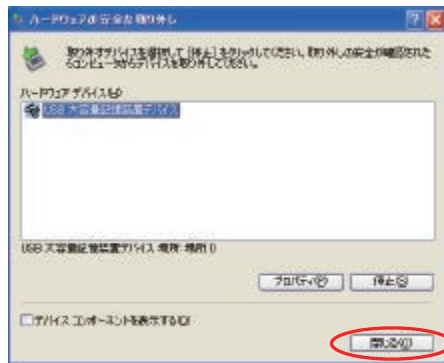 ハードウェアの安全な取り外し
取り外すデバイスを選択して [停止] をクリックしてください。取り外しの安全が確認された
らコンピュータからデバイスを取り外してください。
ハードウェア デバイス(H)
USB 大容量記憶装置デバイス
USB 大容量記憶装置デバイス 場所: 場所 0
プロパティ(P)
停止(S)
デバイス コンポーネントを表示する(D)
閉じる(C)